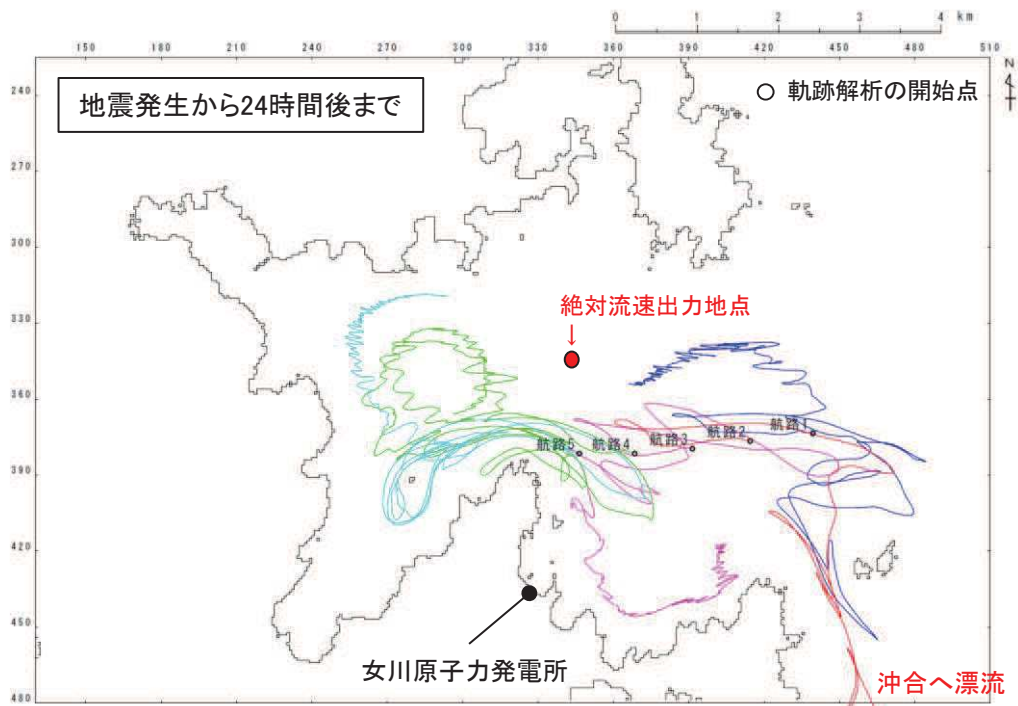 0 1 2 3 4 km
150 180 210 240 270 300 330 360 390 420 450 480 510
N
240
270
300
330
360
390
420
450
480
地震発生から24時間後まで
軌跡解析の開始点
絶対流速出力地点
↓
航路5 航路4 航路3 航路2 航路1
女川原子力発電所
沖合へ漂流